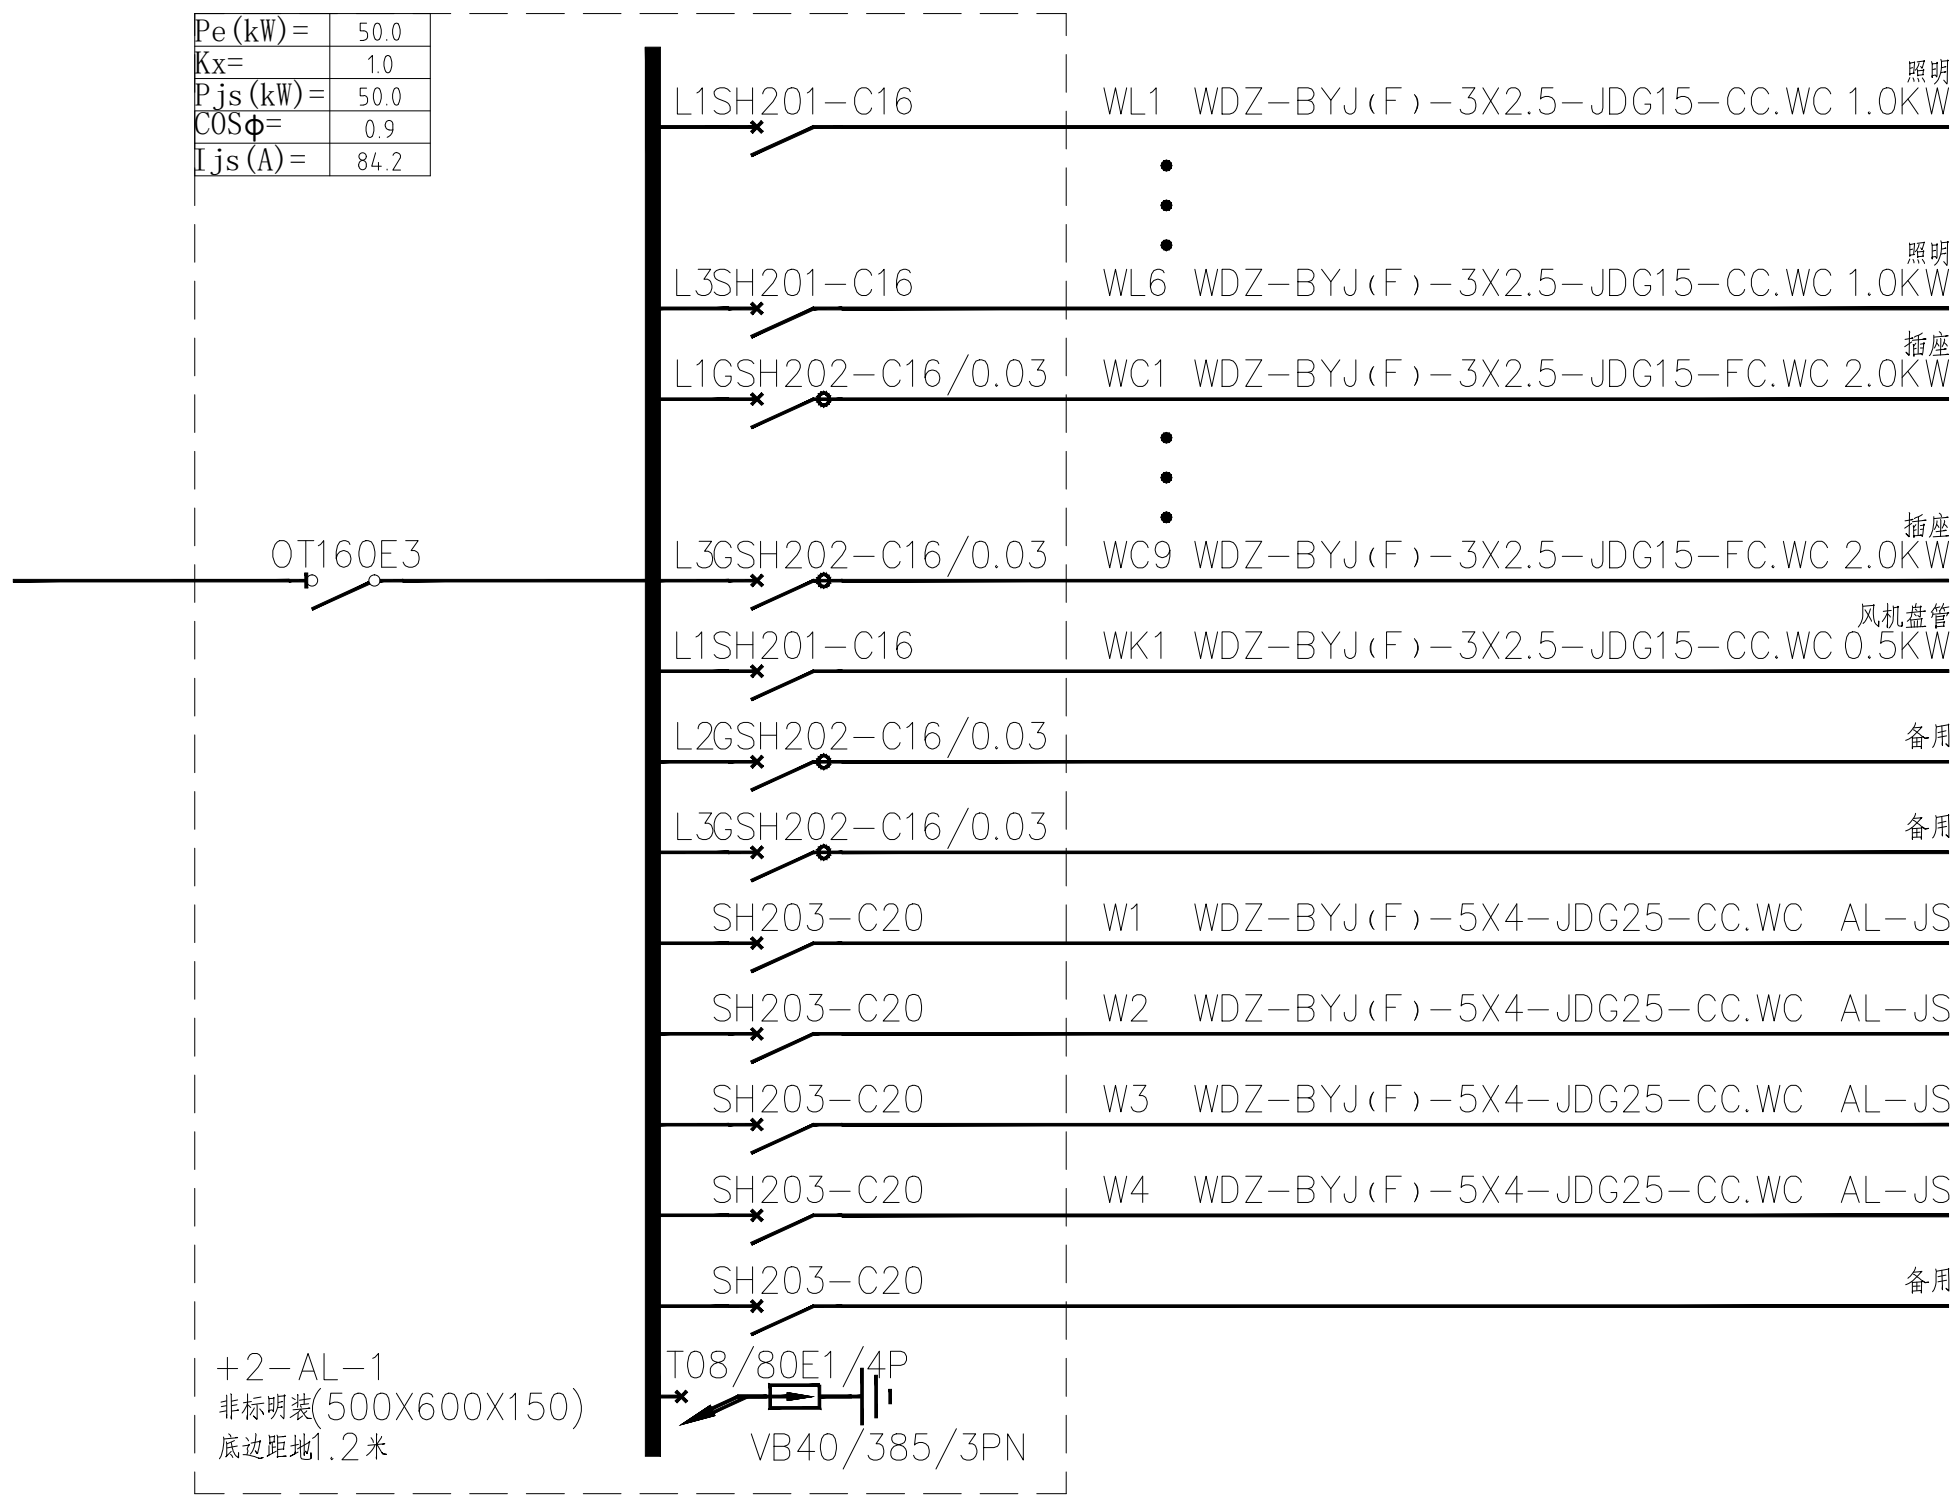 Pe(kW)= 50.0
Kx= 1.0
Pjs(kW)= 50.0
COSφ= 0.9
Ijs(A)= 84.2
照明
L1SH201-C16 WL1 WDZ-BYJ(F)-3X2.5-JDG15-CC.WC 1.0KW
照明
L3SH201-C16 WL6 WDZ-BYJ(F)-3X2.5-JDG15-CC.WC 1.0KW
插座
L1GSH202-C16/0.03 WC1 WDZ-BYJ(F)-3X2.5-JDG15-FC.WC 2.0KW
插座
OT160E3 L3GSH202-C16/0.03 WC9 WDZ-BYJ(F)-3X2.5-JDG15-FC.WC 2.0KW
风机盘管
L1SH201-C16 WK1 WDZ-BYJ(F)-3X2.5-JDG15-CC.WC 0.5KW
L2GSH202-C16/0.03 备用
L3GSH202-C16/0.03 备用
SH203-C20 W1 WDZ-BYJ(F)-5X4-JDG25-CC.WC AL-JS
SH203-C20 W2 WDZ-BYJ(F)-5X4-JDG25-CC.WC AL-JS
SH203-C20 W3 WDZ-BYJ(F)-5X4-JDG25-CC.WC AL-JS
SH203-C20 W4 WDZ-BYJ(F)-5X4-JDG25-CC.WC AL-JS
SH203-C20 备用
+2-AL-1 T08/80E1/4P
非标明装(500X600X150)
底边距地1.2米 VB40/385/3PN